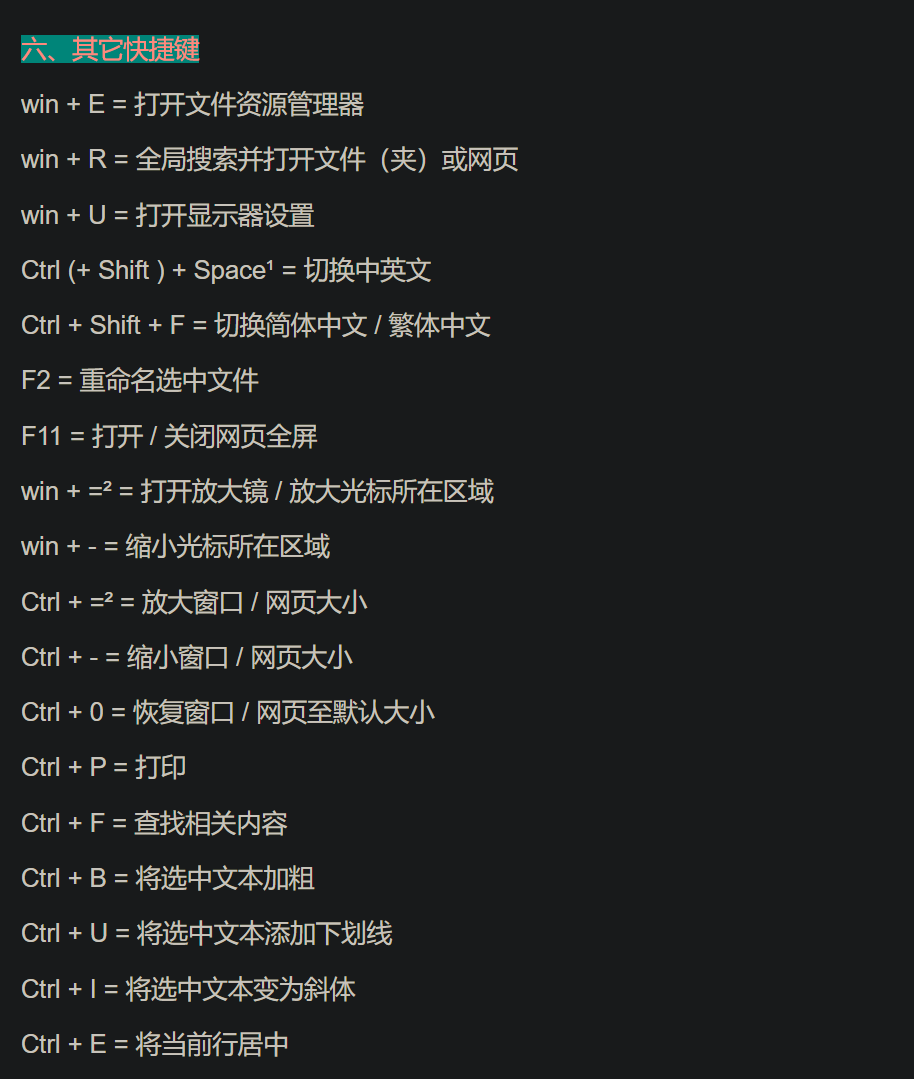 六、其它快捷键
win + E = 打开文件资源管理器
win + R = 全局搜索并打开文件（夹）或网页
win + U = 打开显示器设置
Ctrl (+ Shift ) + Space¹ = 切换中英文
Ctrl + Shift + F = 切换简体中文 / 繁体中文
F2 = 重命名选中文件
F11 = 打开 / 关闭网页全屏
win + =² = 打开放大镜 / 放大光标所在区域
win + - = 缩小光标所在区域
Ctrl + =² = 放大窗口 / 网页大小
Ctrl + - = 缩小窗口 / 网页大小
Ctrl + 0 = 恢复窗口 / 网页至默认大小
Ctrl + P = 打印
Ctrl + F = 查找相关内容
Ctrl + B = 将选中文本加粗
Ctrl + U = 将选中文本添加下划线
Ctrl + I = 将选中文本变为斜体
Ctrl + E = 将当前行居中